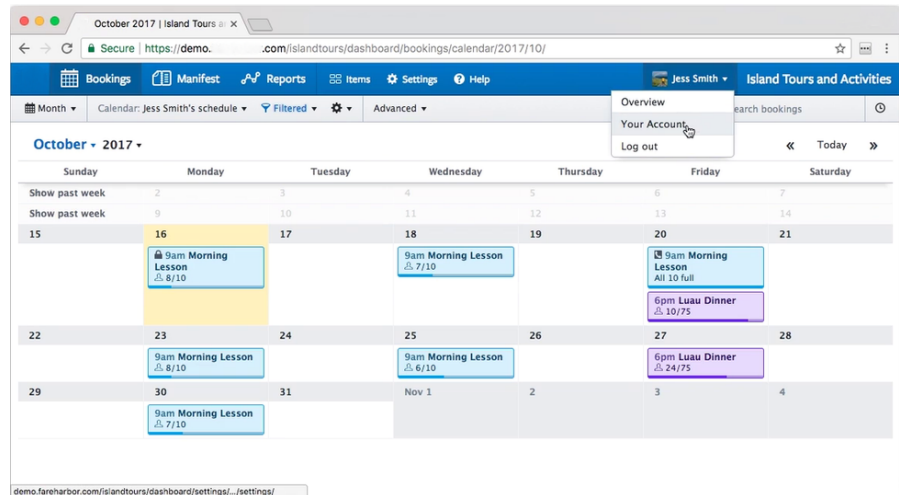 October 2017 | Island Tours ar ×
Secure | https://demo. .com/islandtours/dashboard/bookings/calendar/2017/10/
Bookings Manifest Reports Items Settings Help Jess Smith Island Tours and Activities
Month Calendar: Jess Smith's schedule Filtered Advanced earch bookings
Overview
Your Account
Log out
October 2017 « Today »
Sunday Monday Tuesday Wednesday Thursday Friday Saturday
Show past week 2 3 4 5 6 7
Show past week 9 10 11 12 13 14
15 16 17 18 19 20 21
9am Morning Lesson
8/10
9am Morning Lesson
7/10
9am Morning Lesson
All 10 full
6pm Luau Dinner
10/75
22 23 24 25 26 27 28
9am Morning Lesson
8/10
9am Morning Lesson
6/10
6pm Luau Dinner
24/75
29 30 31 Nov 1 2 3 4
9am Morning Lesson
7/10
demo.fareharbor.com/islandtours/dashboard/settings/.../settings/